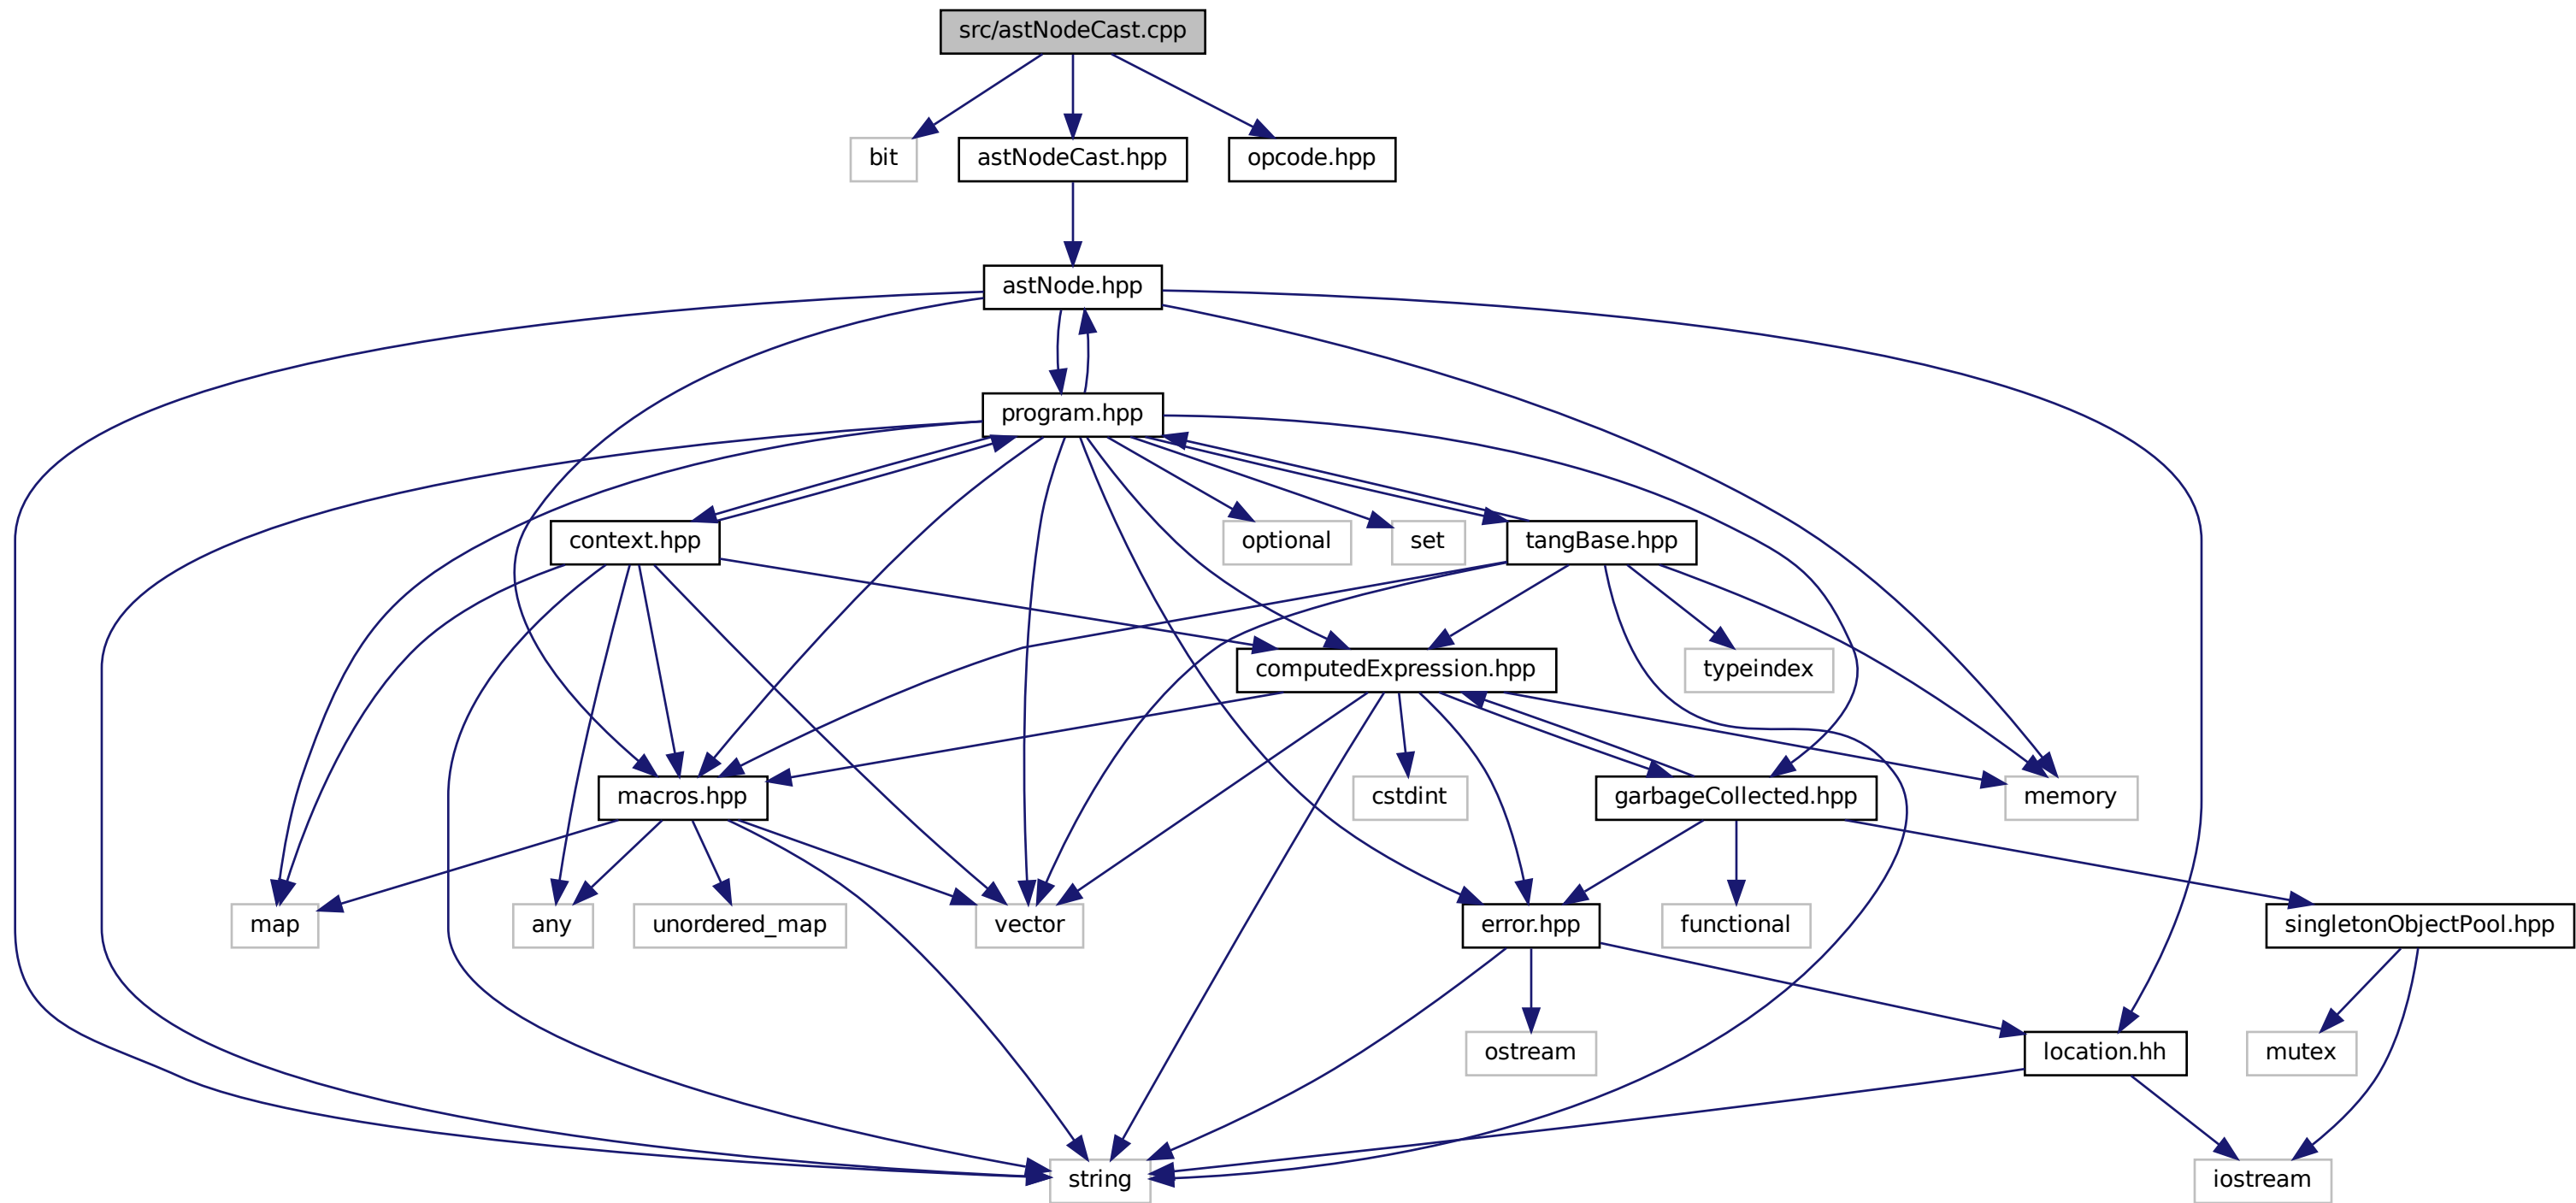 src/astNodeCast.cpp
bit
astNodeCast.hpp
opcode.hpp
astNode.hpp
program.hpp
context.hpp
optional
set
tangBase.hpp
computedExpression.hpp
typeindex
macros.hpp
cstdint
garbageCollected.hpp
memory
map
any
unordered_map
vector
error.hpp
functional
singletonObjectPool.hpp
ostream
location.hh
mutex
string
iostream